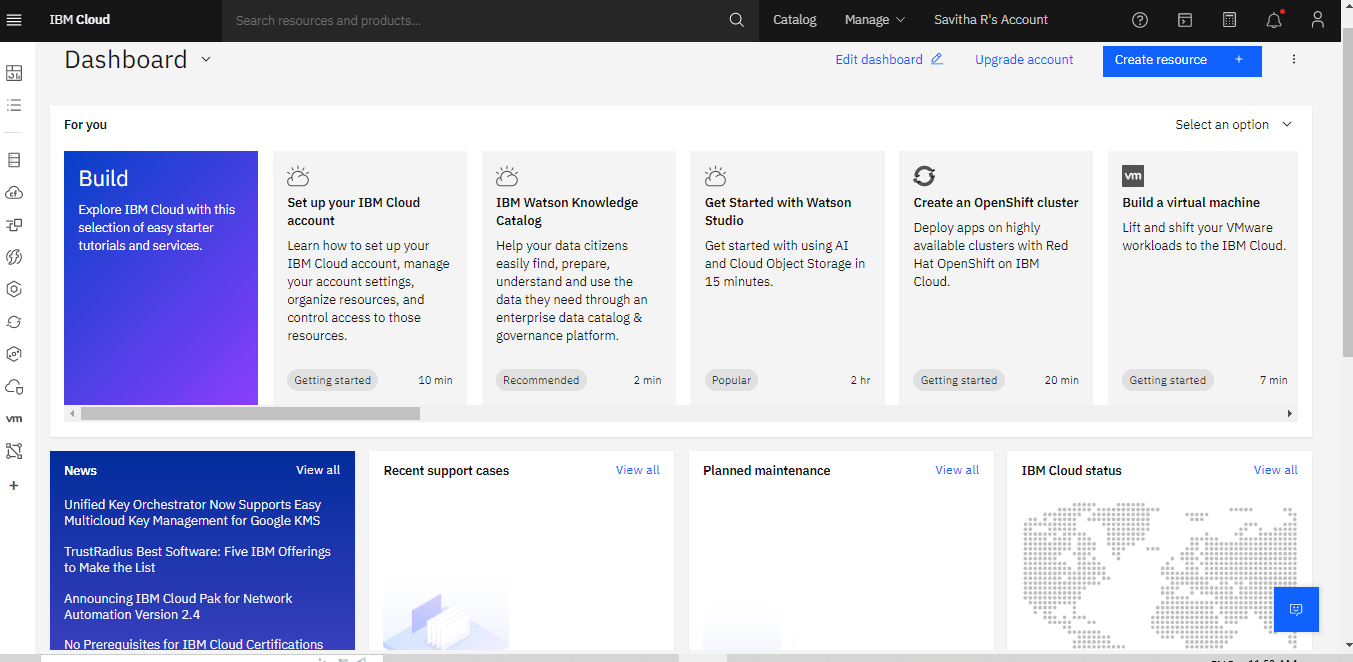 IBM Cloud
Search resources and products...
Catalog
Manage
Savitha R's Account
Dashboard
Edit dashboard
Upgrade account
Create resource +
For you
Select an option
Build
Explore IBM Cloud with this
selection of easy starter
tutorials and services.
Set up your IBM Cloud
account
Learn how to set up your
IBM Cloud account, manage
your account settings,
organize resources, and
control access to those
resources.
Getting started
10 min
IBM Watson Knowledge
Catalog
Help your data citizens
easily find, prepare,
understand and use the
data they need through an
enterprise data catalog &
governance platform.
Recommended
2 min
Get Started with Watson
Studio
Get started with using AI
and Cloud Object Storage in
15 minutes.
Popular
2 hr
Create an OpenShift cluster
Deploy apps on highly
available clusters with Red
Hat OpenShift on IBM
Cloud.
Getting started
20 min
vm
Build a virtual machine
Lift and shift your VMware
workloads to the IBM Cloud.
Getting started
7 min
vm
News
View all
Unified Key Orchestrator Now Supports Easy
Multicloud Key Management for Google KMS
TrustRadius Best Software: Five IBM Offerings
to Make the List
Announcing IBM Cloud Pak for Network
Automation Version 2.4
No Prerequisites for IBM Cloud Certifications
Recent support cases
View all
Planned maintenance
View all
IBM Cloud status
View all